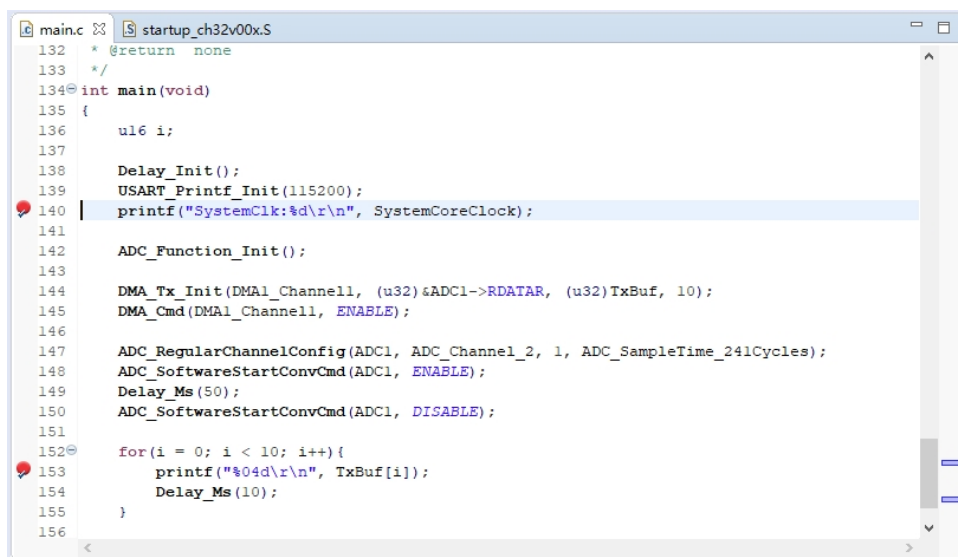 main.c startup_ch32v00x.S
132 * @return none
133 */
134 int main(void)
135 {
136 u16 i;
137
138 Delay_Init();
139 USART_Printf_Init(115200);
140 printf("SystemClk:%d\r\n", SystemCoreClock);
141
142 ADC_Function_Init();
143
144 DMA_Tx_Init(DMA1_Channel1, (u32)&ADC1->RDATAR, (u32)TxBuf, 10);
145 DMA_Cmd(DMA1_Channel1, ENABLE);
146
147 ADC_RegularChannelConfig(ADC1, ADC_Channel_2, 1, ADC_SampleTime_241Cycles);
148 ADC_SoftwareStartConvCmd(ADC1, ENABLE);
149 Delay_Ms(50);
150 ADC_SoftwareStartConvCmd(ADC1, DISABLE);
151
152 for(i = 0; i < 10; i++){
153 printf("%04d\r\n", TxBuf[i]);
154 Delay_Ms(10);
155 }
156